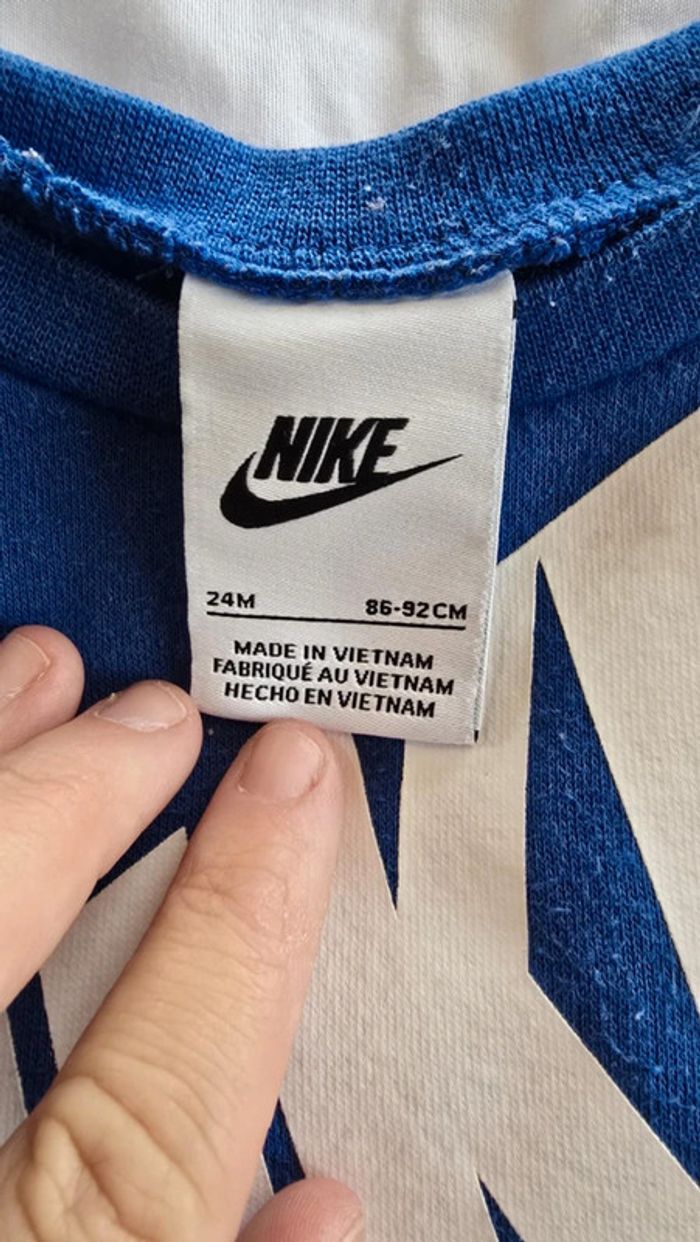 NIKE
24M 86-92CM
MADE IN VIETNAM
FABRIQUÉ AU VIETNAM
HECHO EN VIETNAM